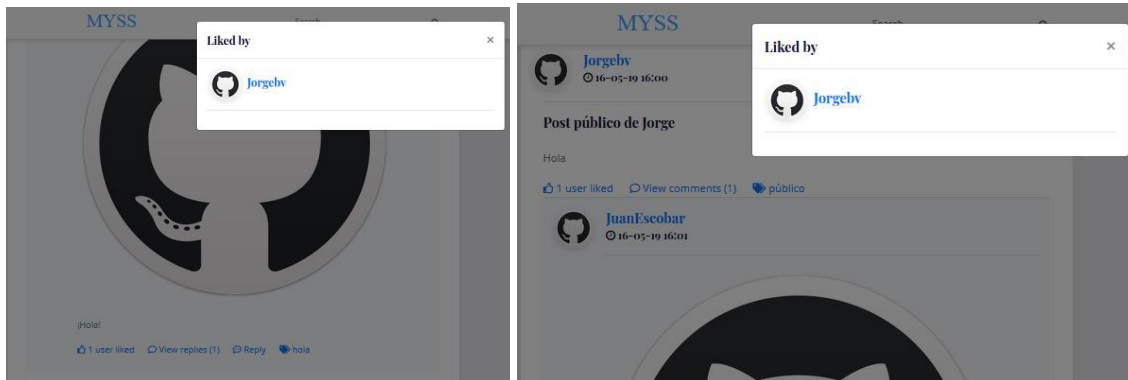 MYSS
Search
Liked by ×
Jorgebv
¡Hola!
1 user liked View replies (1) Reply hola
MYSS
Search
Liked by ×
Jorgebv
16-05-19 16:00
Jorgebv
Post público de Jorge
Hola
1 user liked View comments (1) público
JuanEscobar
16-05-19 16:01